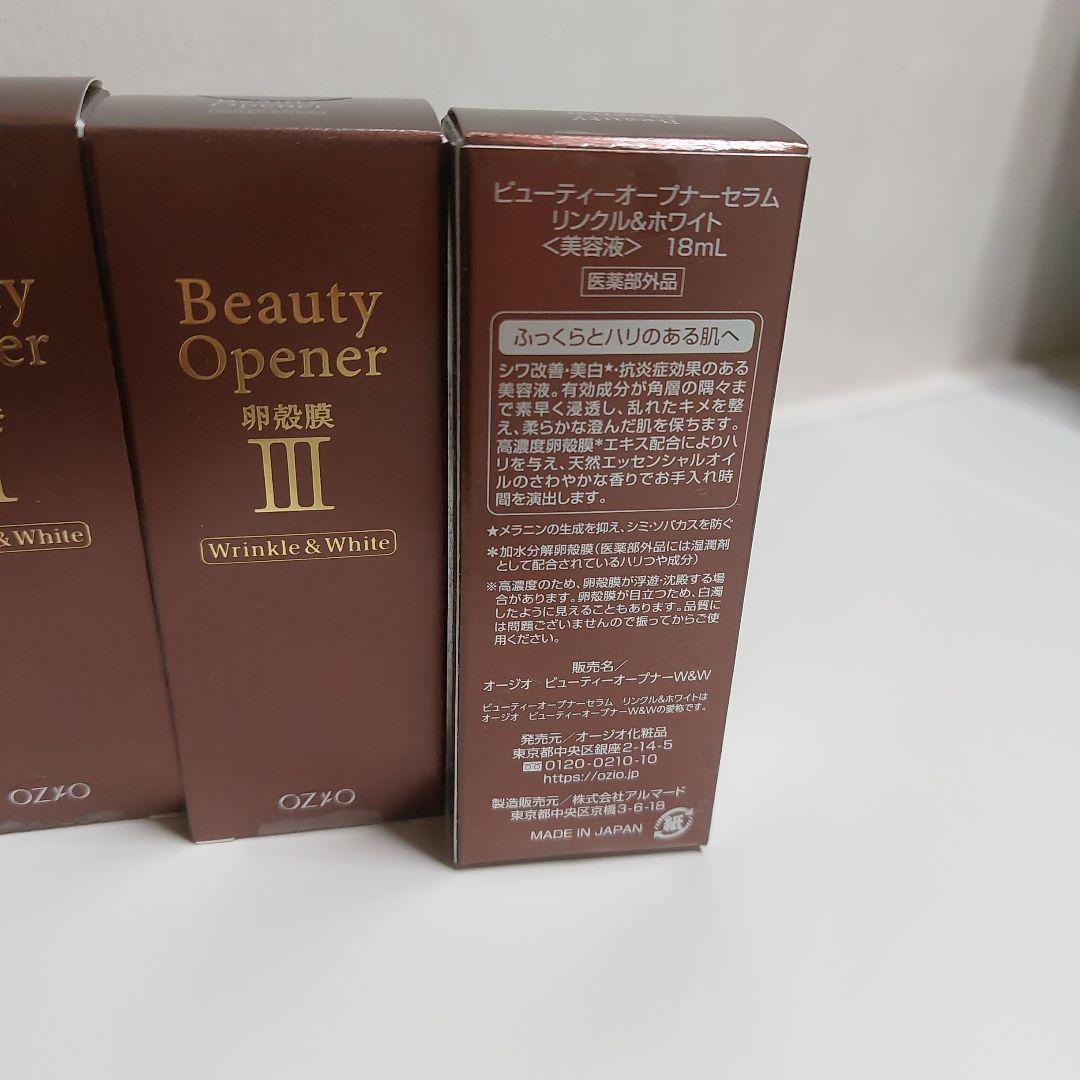 &White
OZIO
Beauty
Opener
卵殻膜
III
Wrinkle & White
OZIO
Beauty
ビューティーオープナーセラム
リンクル&ホワイト
<美容液> 18mL
医薬部外品
ふっくらとハリのある肌へ
シワ改善・美白★・抗炎症効果のある
美容液。有効成分が角層の隅々ま
で素早く浸透し、乱れたキメを整
え、柔らかな澄んだ肌を保ちます。
高濃度卵殻膜*エキス配合によりハ
リを与え、天然エッセンシャルオイ
ルのさわやかな香りでお手入れ時
間を演出します。
★メラニンの生成を抑え、シミ・ソバカスを防ぐ
*加水分解卵殻膜(医薬部外品には湿潤剤
として配合されているハリつや成分)
※高濃度のため、卵殻膜が浮遊・沈殿する場
合があります。卵殻膜が目立つため、白濁
したように見えることもあります。品質に
は問題ございませんので振ってからご使
用ください。
販売名/
オージオ ビューティーオープナーW&W
ビューティーオープナーセラム リンクル&ホワイトは
オージオ ビューティーオープナーW&Wの愛称です。
発売元/オージオ化粧品
東京都中央区銀座2-14-5
0120-0210-10
https://ozio.jp
製造販売元/株式会社アルマード
東京都中央区京橋3-6-18
MADE IN JAPAN
紙